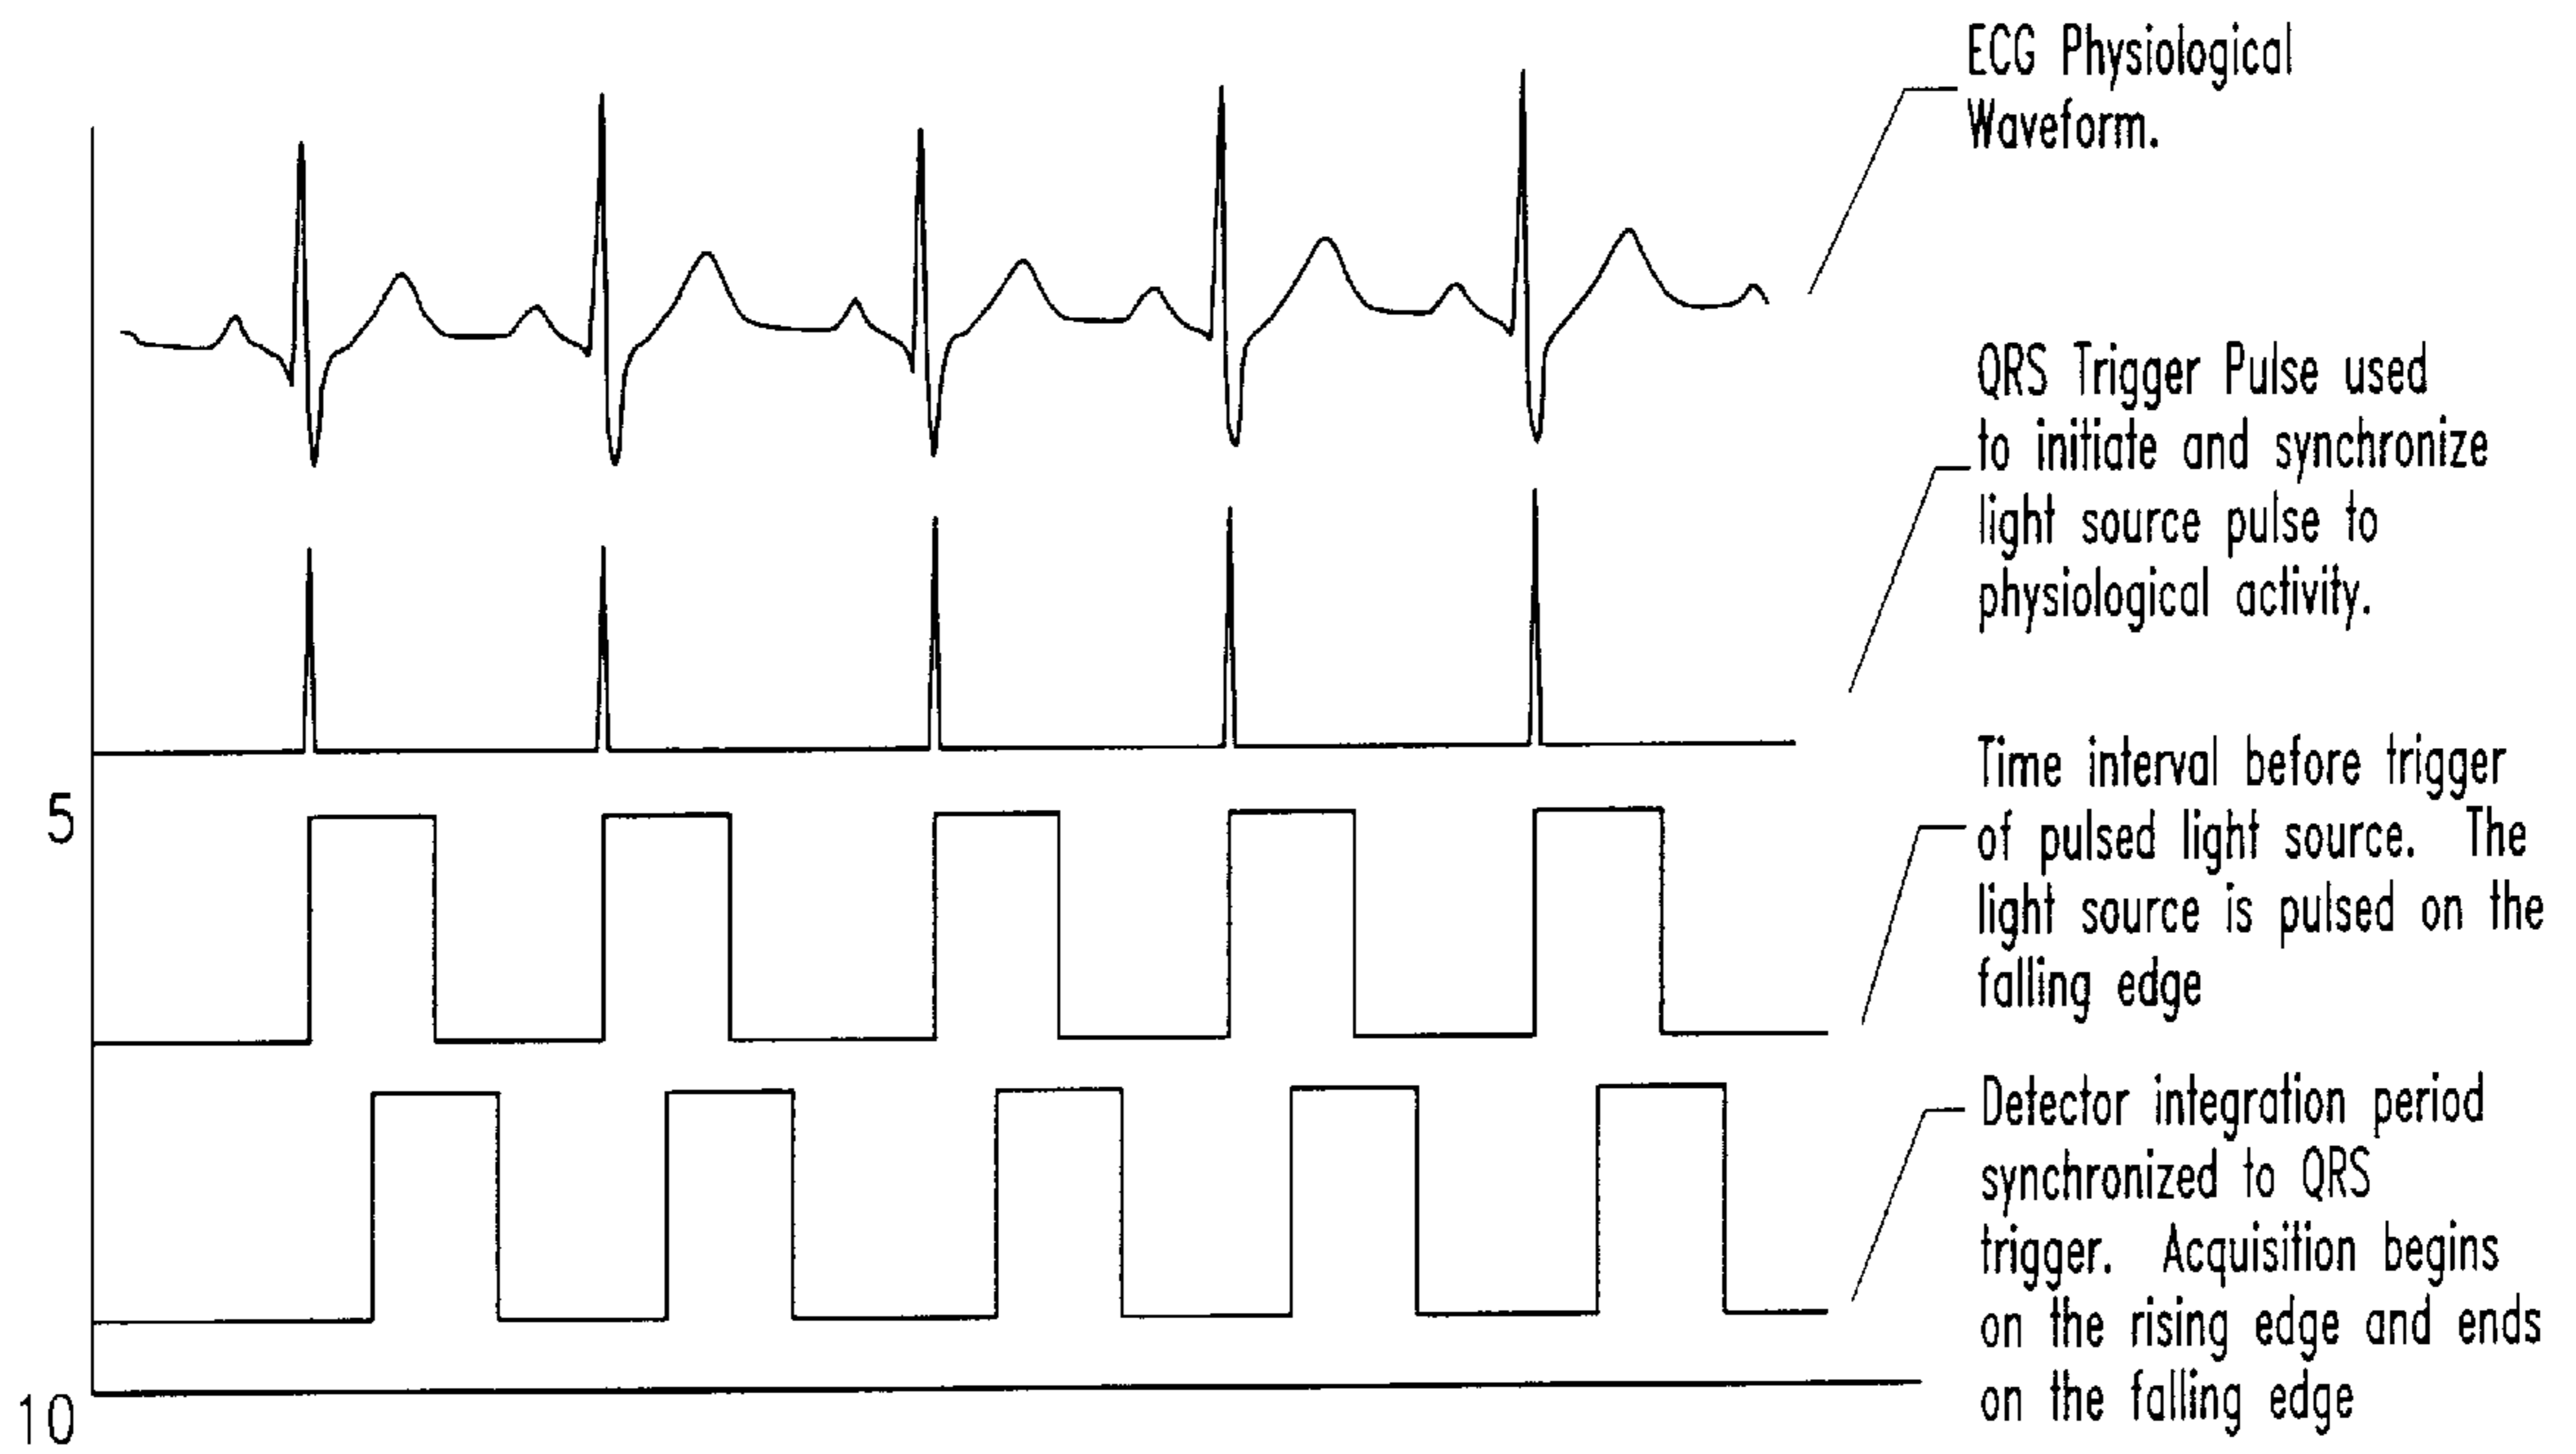 ECG Physiological
Waveform.
QRS Trigger Pulse used
to initiate and synchronize
light source pulse to
physiological activity.
Time interval before trigger
of pulsed light source. The
light source is pulsed on the
falling edge
5
Detector integration period
synchronized to QRS
trigger. Acquisition begins
on the rising edge and ends
on the falling edge
10